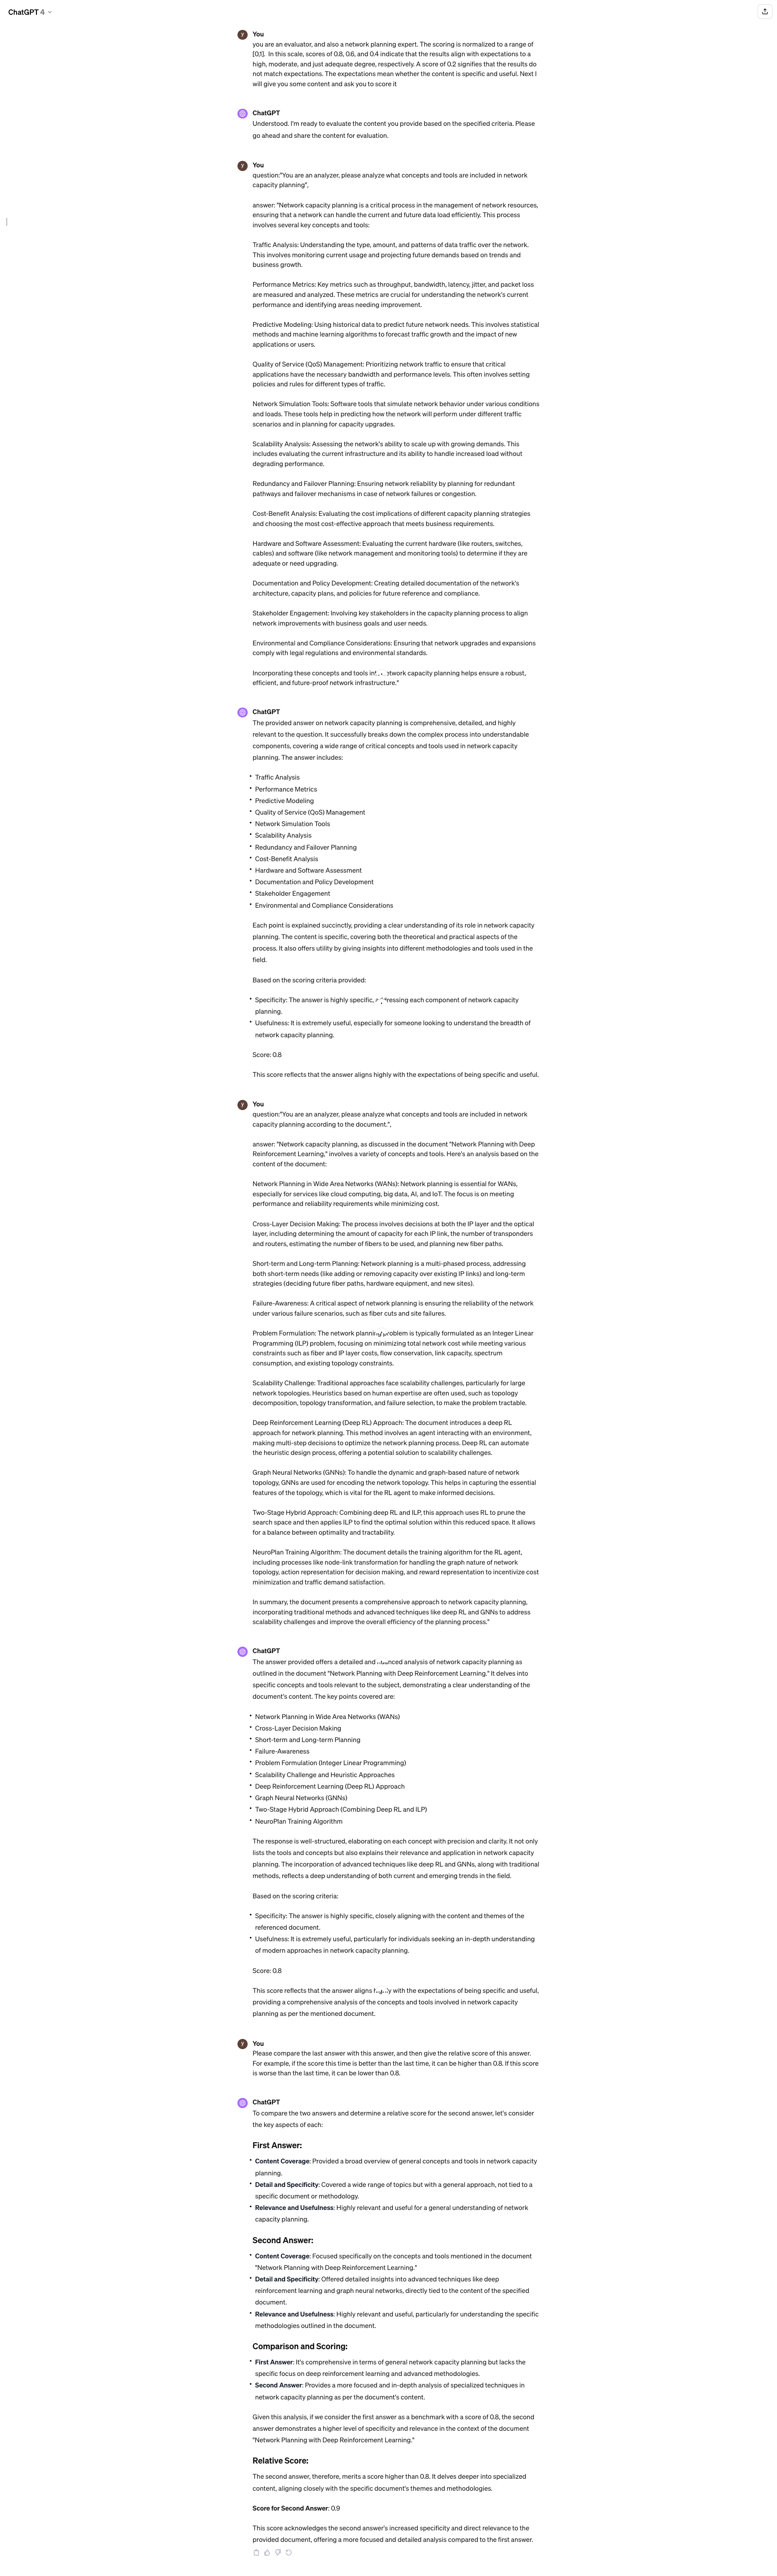 ChatGPT 4
Y
You
you are an evaluator, and also a network planning expert. The scoring is normalized to a range of
[0,1]. In this scale, scores of 0.8, 0.6, and 0.4 indicate that the results align with expectations to a
high, moderate, and just adequate degree, respectively. A score of 0.2 signifies that the results do
not match expectations. The expectations mean whether the content is specific and useful. Next I
will give you some content and ask you to score it
ChatGPT
Understood. I'm ready to evaluate the content you provide based on the specified criteria. Please
go ahead and share the content for evaluation.
Y
You
question:"You are an analyzer, please analyze what concepts and tools are included in network
capacity planning",
answer: "Network capacity planning is a critical process in the management of network resources,
ensuring that a network can handle the current and future data load efficiently. This process
involves several key concepts and tools:
Traffic Analysis: Understanding the type, amount, and patterns of data traffic over the network.
This involves monitoring current usage and projecting future demands based on trends and
business growth.
Performance Metrics: Key metrics such as throughput, bandwidth, latency, jitter, and packet loss
are measured and analyzed. These metrics are crucial for understanding the network's current
performance and identifying areas needing improvement.
Predictive Modeling: Using historical data to predict future network needs. This involves statistical
methods and machine learning algorithms to forecast traffic growth and the impact of new
applications or users.
Quality of Service (QoS) Management: Prioritizing network traffic to ensure that critical
applications have the necessary bandwidth and performance levels. This often involves setting
policies and rules for different types of traffic.
Network Simulation Tools: Software tools that simulate network behavior under various conditions
and loads. These tools help in predicting how the network will perform under different traffic
scenarios and in planning for capacity upgrades.
Scalability Analysis: Assessing the network's ability to scale up with growing demands. This
includes evaluating the current infrastructure and its ability to handle increased load without
degrading performance.
Redundancy and Failover Planning: Ensuring network reliability by planning for redundant
pathways and failover mechanisms in case of network failures or congestion.
Cost-Benefit Analysis: Evaluating the cost implications of different capacity planning strategies
and choosing the most cost-effective approach that meets business requirements.
Hardware and Software Assessment: Evaluating the current hardware (like routers, switches,
cables) and software (like network management and monitoring tools) to determine if they are
adequate or need upgrading.
Documentation and Policy Development: Creating detailed documentation of the network's
architecture, capacity plans, and policies for future reference and compliance.
Stakeholder Engagement: Involving key stakeholders in the capacity planning process to align
network improvements with business goals and user needs.
Environmental and Compliance Considerations: Ensuring that network upgrades and expansions
comply with legal regulations and environmental standards.
Incorporating these concepts and tools capacity planning helps ensure a robust,
efficient, and future-proof network infrastructure."
ChatGPT
The provided answer on network capacity planning is comprehensive, detailed, and highly
relevant to the question. It successfully breaks down the complex process into understandable
components, covering a wide range of critical concepts and tools used in network capacity
planning. The answer includes:
• Traffic Analysis
• Performance Metrics
• Predictive Modeling
• Quality of Service (QoS) Management
• Network Simulation Tools
• Scalability Analysis
• Redundancy and Failover Planning
• Cost-Benefit Analysis
• Hardware and Software Assessment
• Documentation and Policy Development
• Stakeholder Engagement
• Environmental and Compliance Considerations
Each point is explained succinctly, providing a clear understanding of its role in network capacity
planning. The content is specific, covering both the theoretical and practical aspects of the
process. It also offers utility by giving insights into different methodologies and tools used in the
field.
Based on the scoring criteria provided:
• Specificity: The answer is highly specific, each component of network capacity
planning.
• Usefulness: It is extremely useful, especially for someone looking to understand the breadth of
network capacity planning.
Score: 0.8
This score reflects that the answer aligns highly with the expectations of being specific and useful.
Y
You
question:"You are an analyzer, please analyze what concepts and tools are included in network
capacity planning according to the document.",
answer: "Network capacity planning, as discussed in the document "Network Planning with Deep
Reinforcement Learning," involves a variety of concepts and tools. Here's an analysis based on the
content of the document:
Network Planning in Wide Area Networks (WANs): Network planning is essential for WANs,
especially for services like cloud computing, big data, AI, and IoT. The focus is on meeting
performance and reliability requirements while minimizing cost.
Cross-Layer Decision Making: The process involves decisions at both the IP layer and the optical
layer, including determining the amount of capacity for each IP link, the number of transponders
and routers, estimating the number of fibers to be used, and planning new fiber paths.
Short-term and Long-term Planning: Network planning is a multi-phased process, addressing
both short-term needs (like adding or removing capacity over existing IP links) and long-term
strategies (deciding future fiber paths, hardware equipment, and new sites).
Failure-Awareness: A critical aspect of network planning is ensuring the reliability of the network
under various failure scenarios, such as fiber cuts and site failures.
Problem Formulation: The network is typically formulated as an Integer Linear
Programming (ILP) problem, focusing on minimizing total network cost while meeting various
constraints such as fiber and IP layer costs, flow conservation, link capacity, spectrum
consumption, and existing topology constraints.
Scalability Challenge: Traditional approaches face scalability challenges, particularly for large
network topologies. Heuristics based on human expertise are often used, such as topology
decomposition, topology transformation, and failure selection, to make the problem tractable.
Deep Reinforcement Learning (Deep RL) Approach: The document introduces a deep RL
approach for network planning. This method involves an agent interacting with an environment,
making multi-step decisions to optimize the network planning process. Deep RL can automate
the heuristic design process, offering a potential solution to scalability challenges.
Graph Neural Networks (GNNs): To handle the dynamic and graph-based nature of network
topology, GNNs are used for encoding the network topology. This helps in capturing the essential
features of the topology, which is vital for the RL agent to make informed decisions.
Two-Stage Hybrid Approach: Combining deep RL and ILP, this approach uses RL to prune the
search space and then applies ILP to find the optimal solution within this reduced space. It allows
for a balance between optimality and tractability.
NeuroPlan Training Algorithm: The document details the training algorithm for the RL agent,
including processes like node-link transformation for handling the graph nature of network
topology, action representation for decision making, and reward representation to incentivize cost
minimization and traffic demand satisfaction.
In summary, the document presents a comprehensive approach to network capacity planning,
incorporating traditional methods and advanced techniques like deep RL and GNNs to address
scalability challenges and improve the overall efficiency of the planning process."
ChatGPT
The answer provided offers a detailed and analysis of network capacity planning as
outlined in the document "Network Planning with Deep Reinforcement Learning." It delves into
specific concepts and tools relevant to the subject, demonstrating a clear understanding of the
document's content. The key points covered are:
• Network Planning in Wide Area Networks (WANs)
• Cross-Layer Decision Making
• Short-term and Long-term Planning
• Failure-Awareness
• Problem Formulation (Integer Linear Programming)
• Scalability Challenge and Heuristic Approaches
• Deep Reinforcement Learning (Deep RL) Approach
• Graph Neural Networks (GNNs)
• Two-Stage Hybrid Approach (Combining Deep RL and ILP)
• NeuroPlan Training Algorithm
The response is well-structured, elaborating on each concept with precision and clarity. It not only
lists the tools and concepts but also explains their relevance and application in network capacity
planning. The incorporation of advanced techniques like deep RL and GNNs, along with traditional
methods, reflects a deep understanding of both current and emerging trends in the field.
Based on the scoring criteria:
• Specificity: The answer is highly specific, closely aligning with the content and themes of the
referenced document.
• Usefulness: It is extremely useful, particularly for individuals seeking an in-depth understanding
of modern approaches in network capacity planning.
Score: 0.8
This score reflects that the answer aligns with the expectations of being specific and useful,
providing a comprehensive analysis of the concepts and tools involved in network capacity
planning as per the mentioned document.
Y
You
Please compare the last answer with this answer, and then give the relative score of this answer.
For example, if the score this time is better than the last time, it can be higher than 0.8. If this score
is worse than the last time, it can be lower than 0.8.
ChatGPT
To compare the two answers and determine a relative score for the second answer, let's consider
the key aspects of each:
First Answer:
• Content Coverage: Provided a broad overview of general concepts and tools in network capacity
planning.
• Detail and Specificity: Covered a wide range of topics but with a general approach, not tied to a
specific document or methodology.
• Relevance and Usefulness: Highly relevant and useful for a general understanding of network
capacity planning.
Second Answer:
• Content Coverage: Focused specifically on the concepts and tools mentioned in the document
"Network Planning with Deep Reinforcement Learning."
• Detail and Specificity: Offered detailed insights into advanced techniques like deep
reinforcement learning and graph neural networks, directly tied to the content of the specified
document.
• Relevance and Usefulness: Highly relevant and useful, particularly for understanding the specific
methodologies outlined in the document.
Comparison and Scoring:
• First Answer: It's comprehensive in terms of general network capacity planning but lacks the
specific focus on deep reinforcement learning and advanced methodologies.
• Second Answer: Provides a more focused and in-depth analysis of specialized techniques in
network capacity planning as per the document's content.
Given this analysis, if we consider the first answer as a benchmark with a score of 0.8, the second
answer demonstrates a higher level of specificity and relevance in the context of the document
"Network Planning with Deep Reinforcement Learning."
Relative Score:
The second answer, therefore, merits a score higher than 0.8. It delves deeper into specialized
content, aligning closely with the specific document's themes and methodologies.
Score for Second Answer: 0.9
This score acknowledges the second answer's increased specificity and direct relevance to the
provided document, offering a more focused and detailed analysis compared to the first answer.